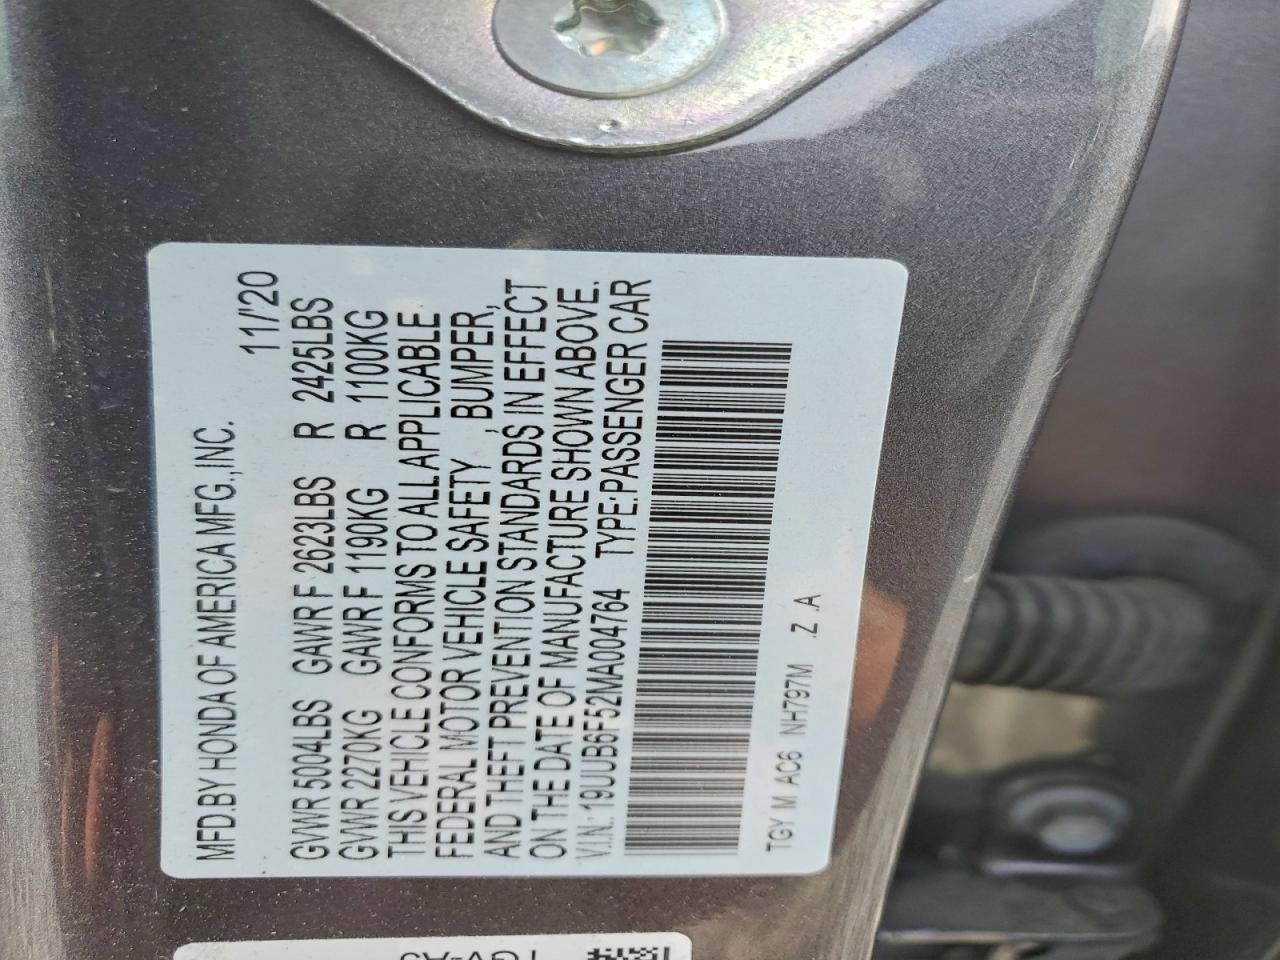 MFD.BY HONDA OF AMERICA MFG.,INC.
11/'20
GVWR 5004LBS GAWR F 2623LBS R 2425LBS
GVWR 2270KG GAWR F 1190KG R 1100KG
THIS VEHICLE CONFORMS TO ALL APPLICABLE
FEDERAL MOTOR VEHICLE SAFETY , BUMPER,
AND THEFT PREVENTION STANDARDS IN EFFECT
ON THE DATE OF MANUFACTURE SHOWN ABOVE.
V.I.N.: 19UUB6F52MA004764 TYPE:PASSENGER CAR
TGY M AC6 NH797M .Z .A